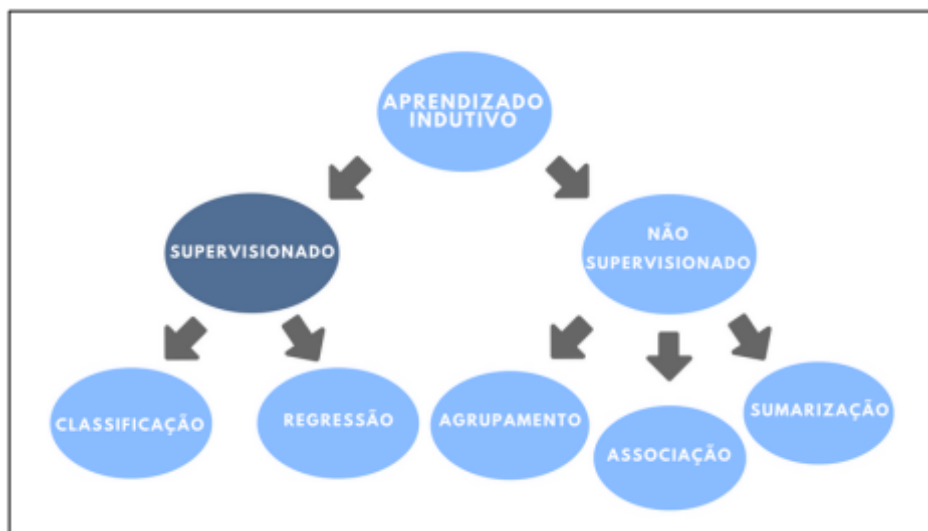 APRENDIZADO
INDUTIVO
SUPERVISIONADO
NÃO
SUPERVISIONADO
CLASSIFICAÇÃO
REGRESSÃO
AGRUPAMENTO
ASSOCIAÇÃO
SUMARIZAÇÃO